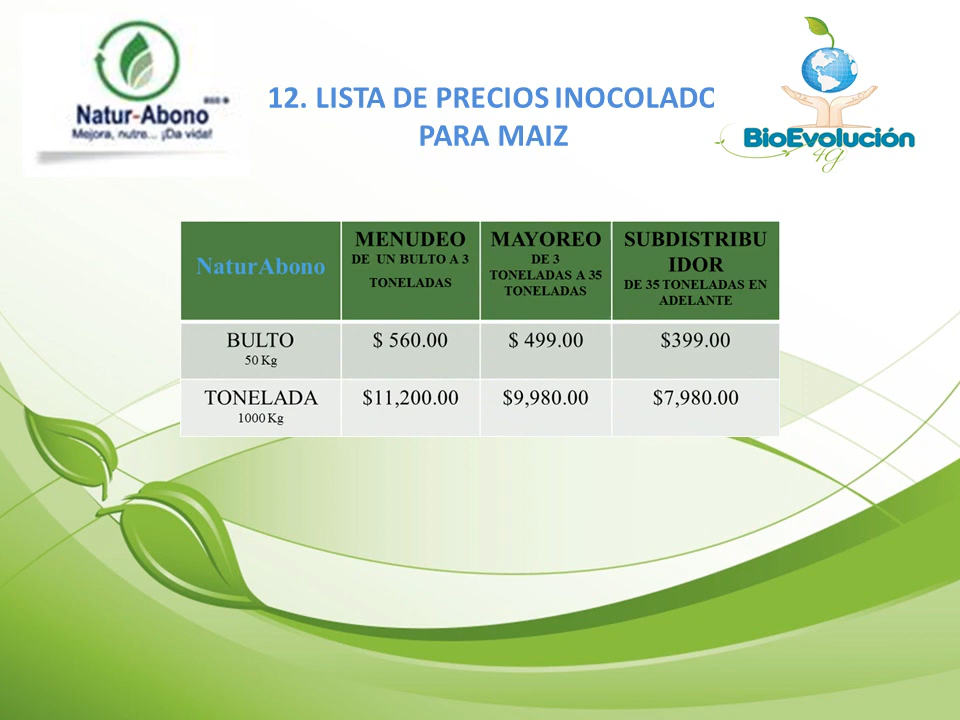 Natur-Abono
Mejora, nutre... ¡Da vida!
12. LISTA DE PRECIOS INOCOLADO
PARA MAIZ
BioEvolución
4g
NaturAbono
MENUDEO
DE UN BULTO A 3
TONELADAS
MAYOREO
DE 3
TONELADAS A 35
TONELADAS
SUBDISTRIBU
IDOR
DE 35 TONELADAS EN
ADELANTE
BULTO
50 Kg
$ 560.00
$ 499.00
$399.00
TONELADA
1000 Kg
$11,200.00
$9,980.00
$7,980.00